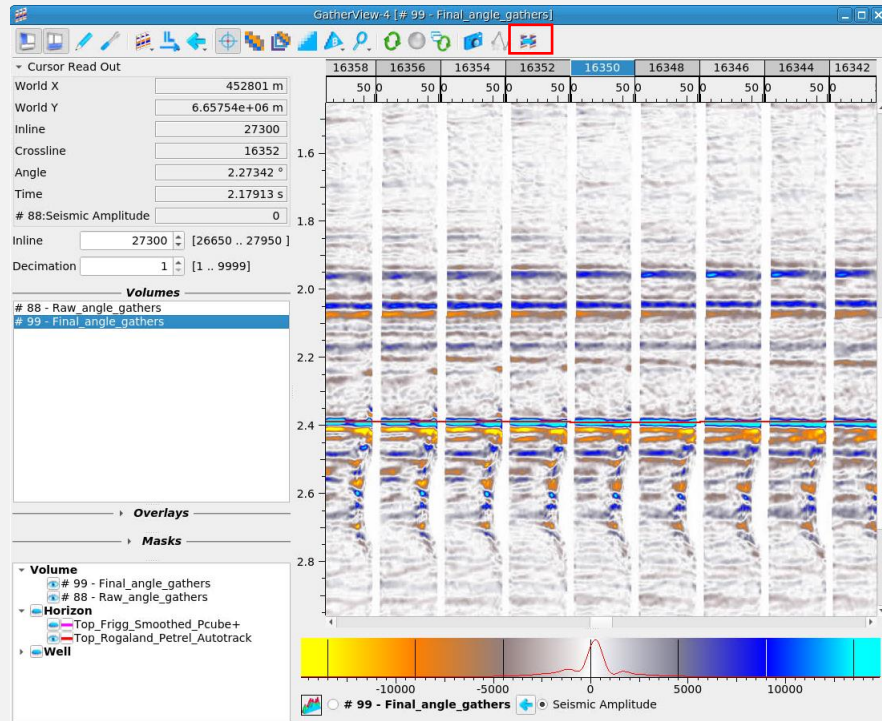 GatherView-4 [# 99 - Final_angle_gathers]
Cursor Read Out
World X 452801 m
World Y 6.65754e+06 m
Inline 27300
Crossline 16352
Angle 2.27342 °
Time 2.17913 s
# 88:Seismic Amplitude 0
Inline 27300 [26650 .. 27950 ]
Decimation 1 [1 .. 9999]
Volumes
# 88 - Raw_angle_gathers
# 99 - Final_angle_gathers
Overlays
Masks
Volume
# 99 - Final_angle_gathers
# 88 - Raw_angle_gathers
Horizon
Top_Frigg_Smoothed_Pcube+
Top_Rogaland_Petrel_Autotrack
Well
16358 16356 16354 16352 16350 16348 16346 16344 16342
50 0 50 0 50 0 50 0 50 0 50 0 50 0 50 0 50
1.6
1.8
2.0
2.2
2.4
2.6
2.8
-10000 -5000 0 5000 10000
# 99 - Final_angle_gathers Seismic Amplitude